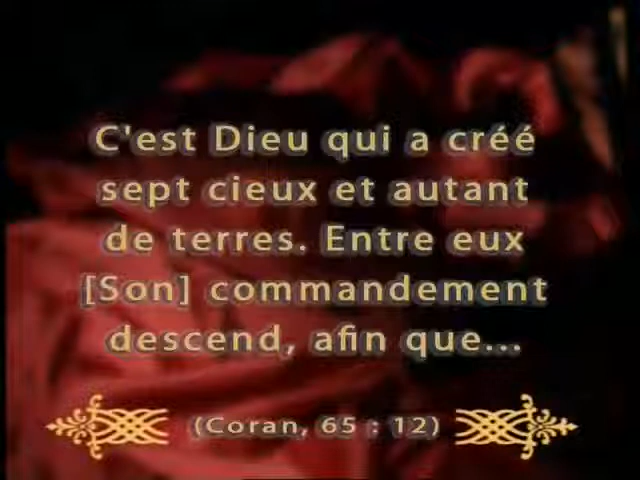 C'est Dieu qui a créé
sept cieux et autant
de terres. Entre eux
[Son] commandement
descend, afin que...
(Coran, 65 : 12)